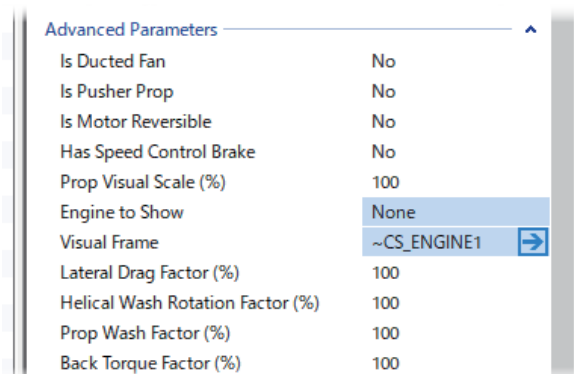 Advanced Parameters
Is Ducted Fan No
Is Pusher Prop No
Is Motor Reversible No
Has Speed Control Brake No
Prop Visual Scale (%) 100
Engine to Show None
Visual Frame ~CS_ENGINE1
Lateral Drag Factor (%) 100
Helical Wash Rotation Factor (%) 100
Prop Wash Factor (%) 100
Back Torque Factor (%) 100